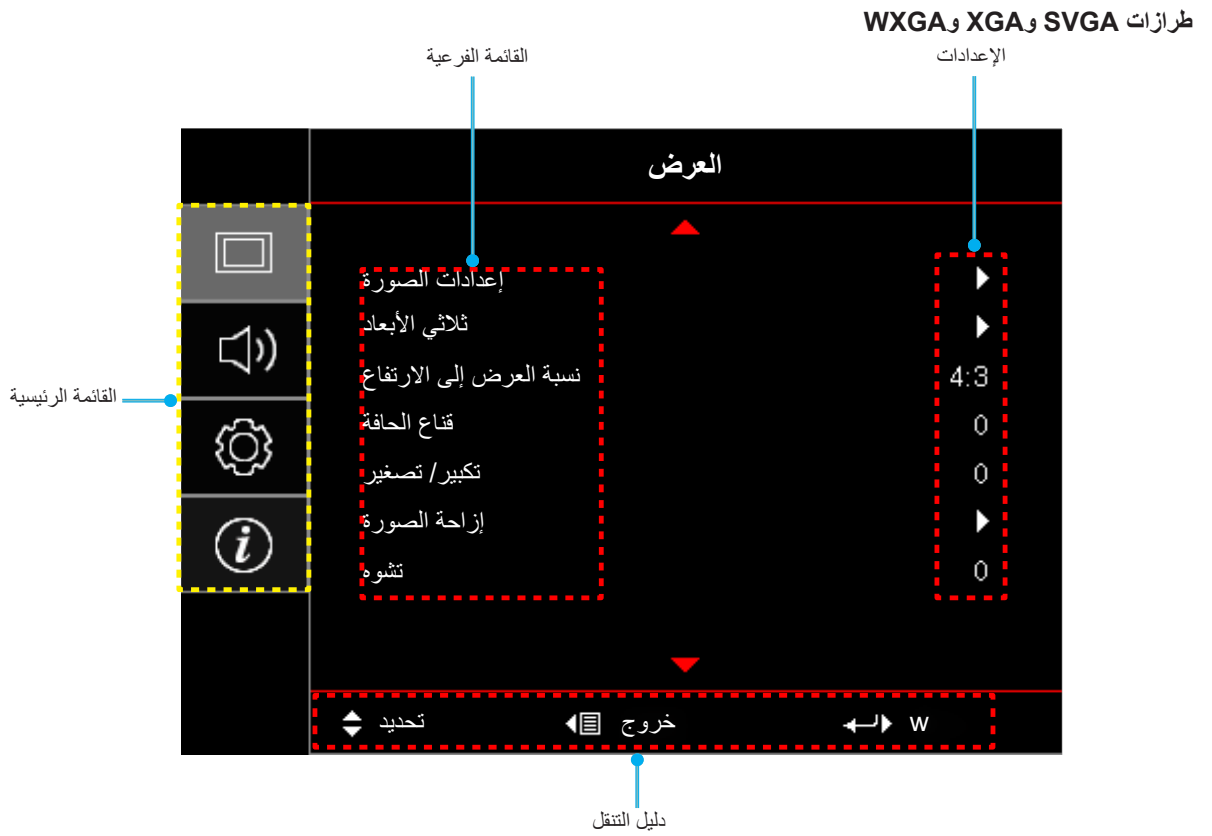 طرازات SVGA وXGA وWXGA
الإعدادات
القائمة الفرعية
العرض
إعدادات الصورة
ثلاثي الأبعاد
نسبة العرض إلى الارتفاع
4:3
قناع الحافة
0
تكبير/ تصغير
0
إزاحة الصورة
تشوه
0
القائمة الرئيسية
تحديد
خروج
W
دليل التنقل